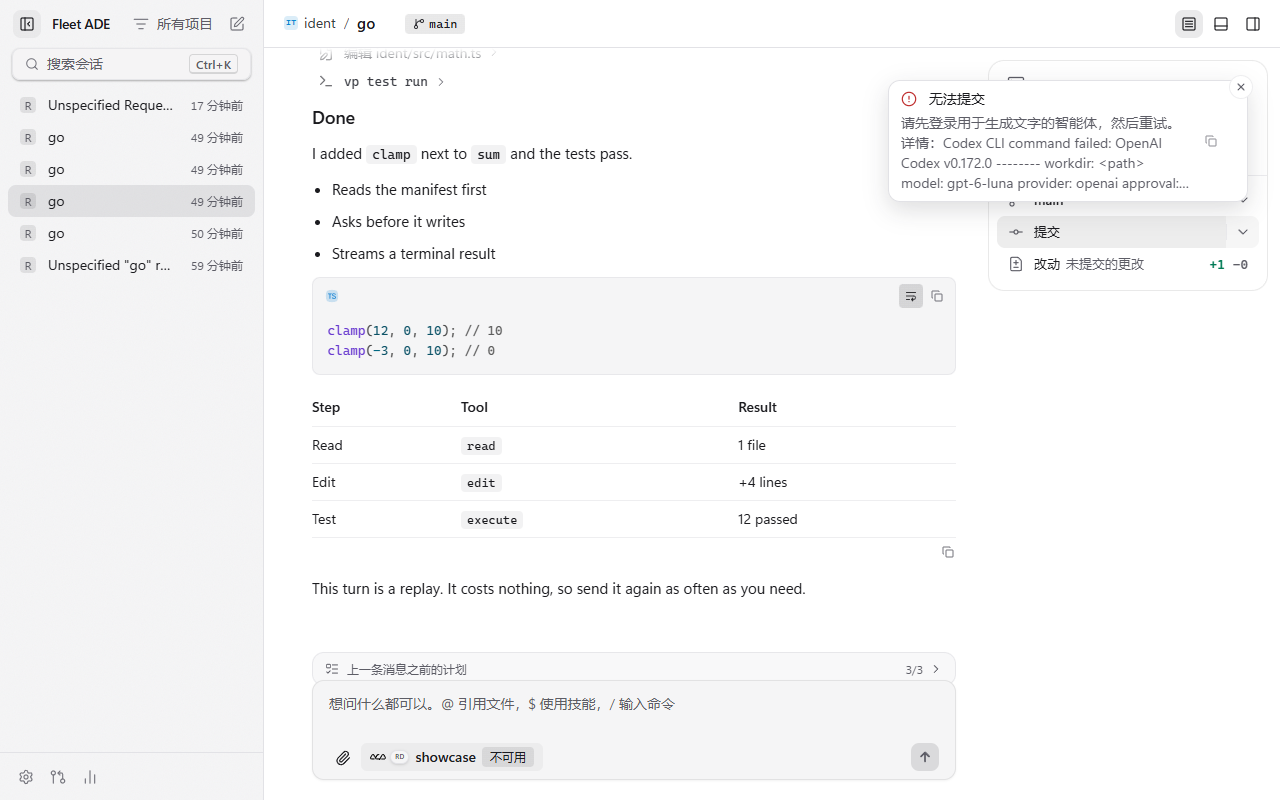 Fleet ADE
所有项目
搜索会话
Ctrl+K
R Unspecified Reque... 17 分钟前
R go 49 分钟前
R go 49 分钟前
R go 49 分钟前
R go 50 分钟前
R Unspecified "go" r... 59 分钟前
IT ident / go
main
编辑 ident/src/math.ts
vp test run
Done
I added clamp next to sum and the tests pass.
Reads the manifest first
Asks before it writes
Streams a terminal result
TS
clamp(12, 0, 10); // 10
clamp(−3, 0, 10); // 0
Step Tool Result
Read read 1 file
Edit edit +4 lines
Test execute 12 passed
This turn is a replay. It costs nothing, so send it again as often as you need.
上一条消息之前的计划 3/3
想问什么都可以。@ 引用文件，$ 使用技能，/ 输入命令
RD showcase 不可用
无法提交
请先登录用于生成文字的智能体，然后重试。
详情：Codex CLI command failed: OpenAI
Codex v0.172.0 -------- workdir: <path>
model: gpt-6-luna provider: openai approval:...
main
提交
改动 未提交的更改 +1 −0